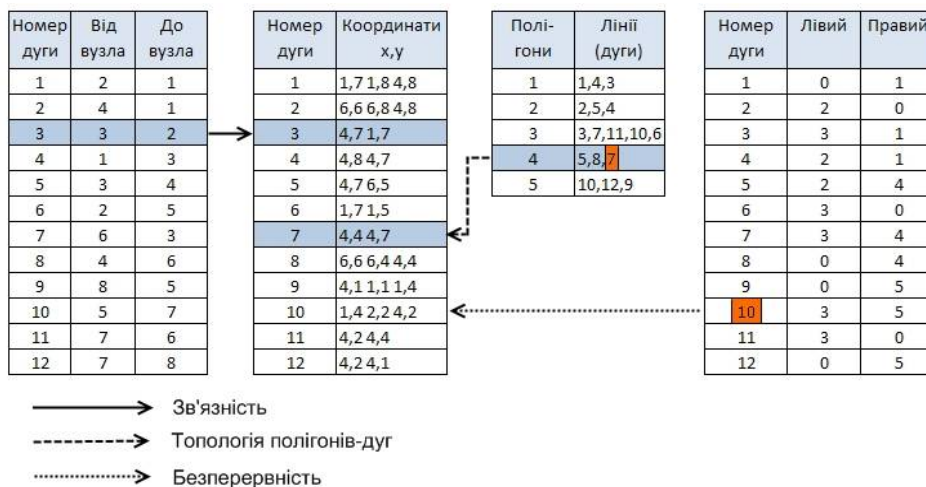 Номер дуги Від вузла До вузла
1 2 1
2 4 1
3 3 2
4 1 3
5 3 4
6 2 5
7 6 3
8 4 6
9 8 5
10 5 7
11 7 6
12 7 8
Номер дуги Координати x,y
1 1,7 1,8 4,8
2 6,6 6,8 4,8
3 4,7 1,7
4 4,8 4,7
5 4,7 6,5
6 1,7 1,5
7 4,4 4,7
8 6,6 6,4 4,4
9 4,1 1,1 1,4
10 1,4 2,2 4,2
11 4,2 4,4
12 4,2 4,1
Полі-гони Лінії (дуги)
1 1,4,3
2 2,5,4
3 3,7,11,10,6
4 5,8,7
5 10,12,9
Номер дуги Лівий Правий
1 0 1
2 2 0
3 3 1
4 2 1
5 2 4
6 3 0
7 3 4
8 0 4
9 0 5
10 3 5
11 3 0
12 0 5
Зв'язність
Топологія полігонів-дуг
Безперервність